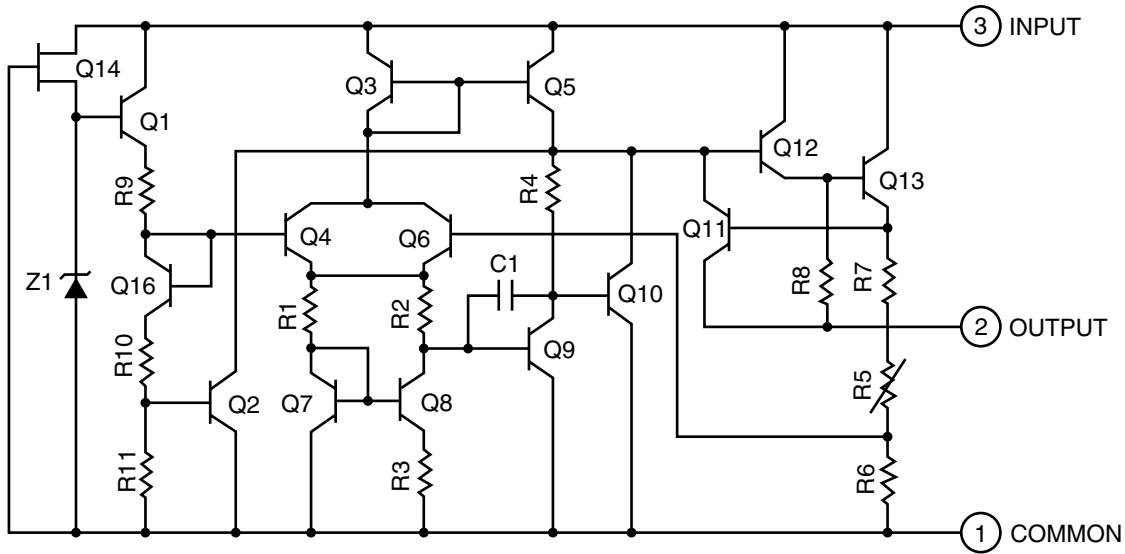 3 INPUT
Q14
Q3
Q5
Q1
Q12
Q13
R9
R4
Q4
Q6
Q11
Z1
Q16
C1
Q10
R8
R7
R1
R2
2 OUTPUT
R10
Q9
R5
Q2
Q7
Q8
R11
R3
R6
1 COMMON